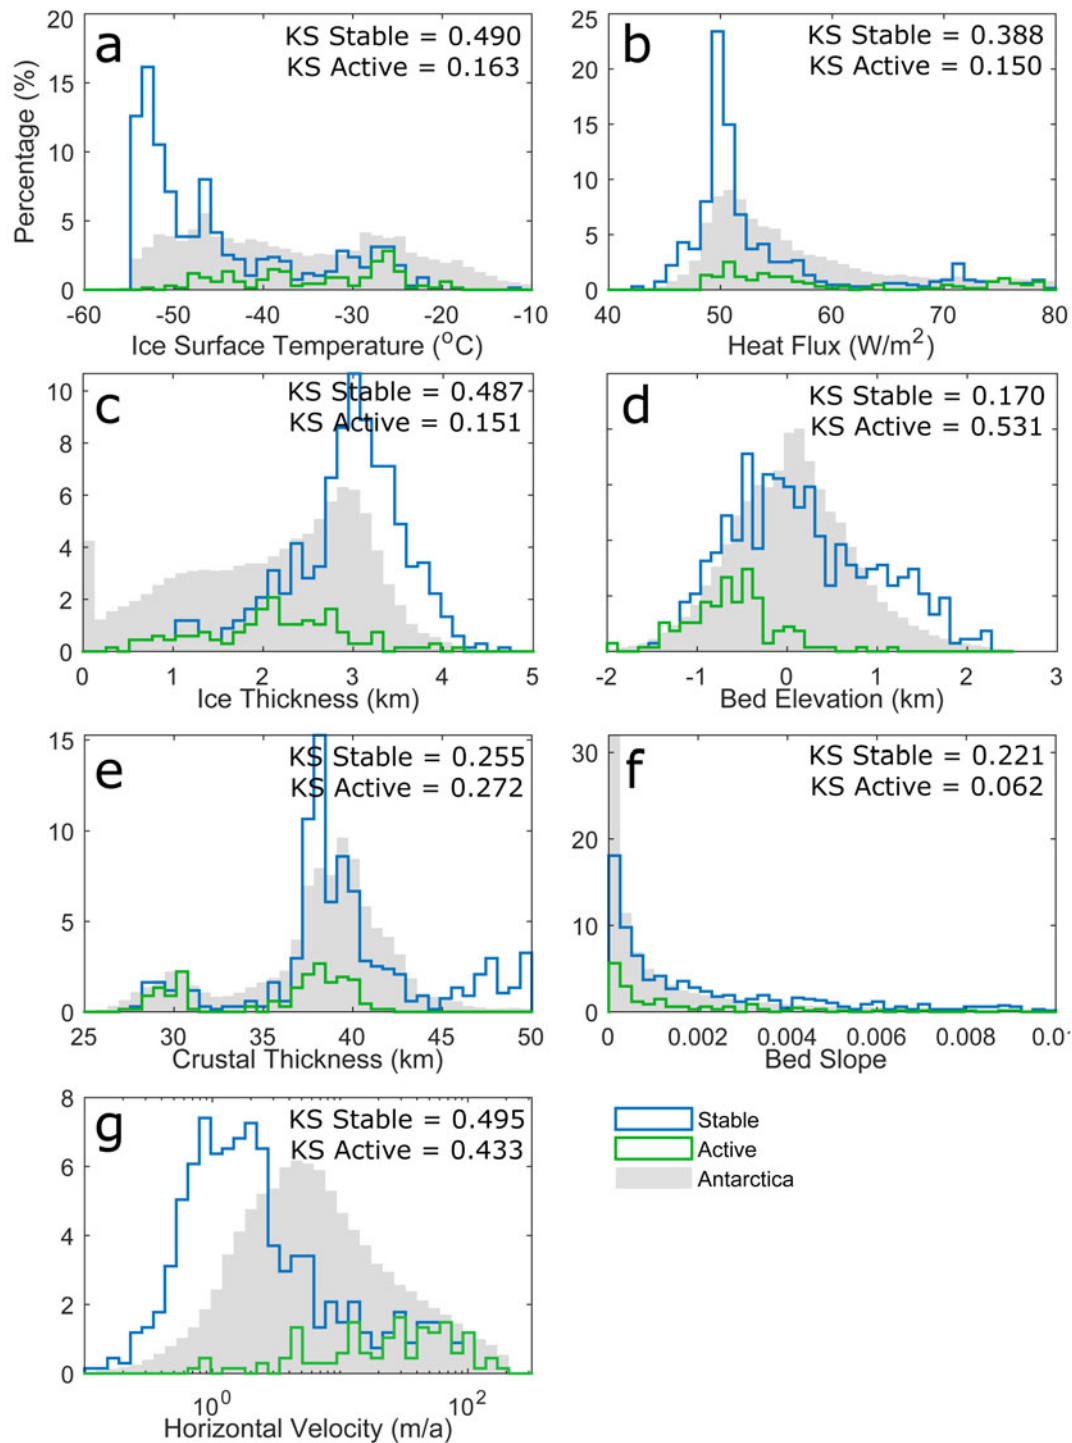 a
KS Stable = 0.490
KS Active = 0.163
Percentage (%)
20
15
10
5
0
-60
-50
-40
-30
-20
-10
Ice Surface Temperature (°C)
b
KS Stable = 0.388
KS Active = 0.150
25
20
15
10
5
0
40
50
60
70
80
Heat Flux (W/m²)
c
KS Stable = 0.487
KS Active = 0.151
10
8
6
4
2
0
0
1
2
3
4
5
Ice Thickness (km)
d
KS Stable = 0.170
KS Active = 0.531
-2
-1
0
1
2
3
Bed Elevation (km)
e
KS Stable = 0.255
KS Active = 0.272
15
10
5
0
25
30
35
40
45
50
Crustal Thickness (km)
f
KS Stable = 0.221
KS Active = 0.062
30
20
10
0
0
0.002
0.004
0.006
0.008
Bed Slope
g
KS Stable = 0.495
KS Active = 0.433
8
6
4
2
0
10⁰
10²
Horizontal Velocity (m/a)
Stable
Active
Antarctica